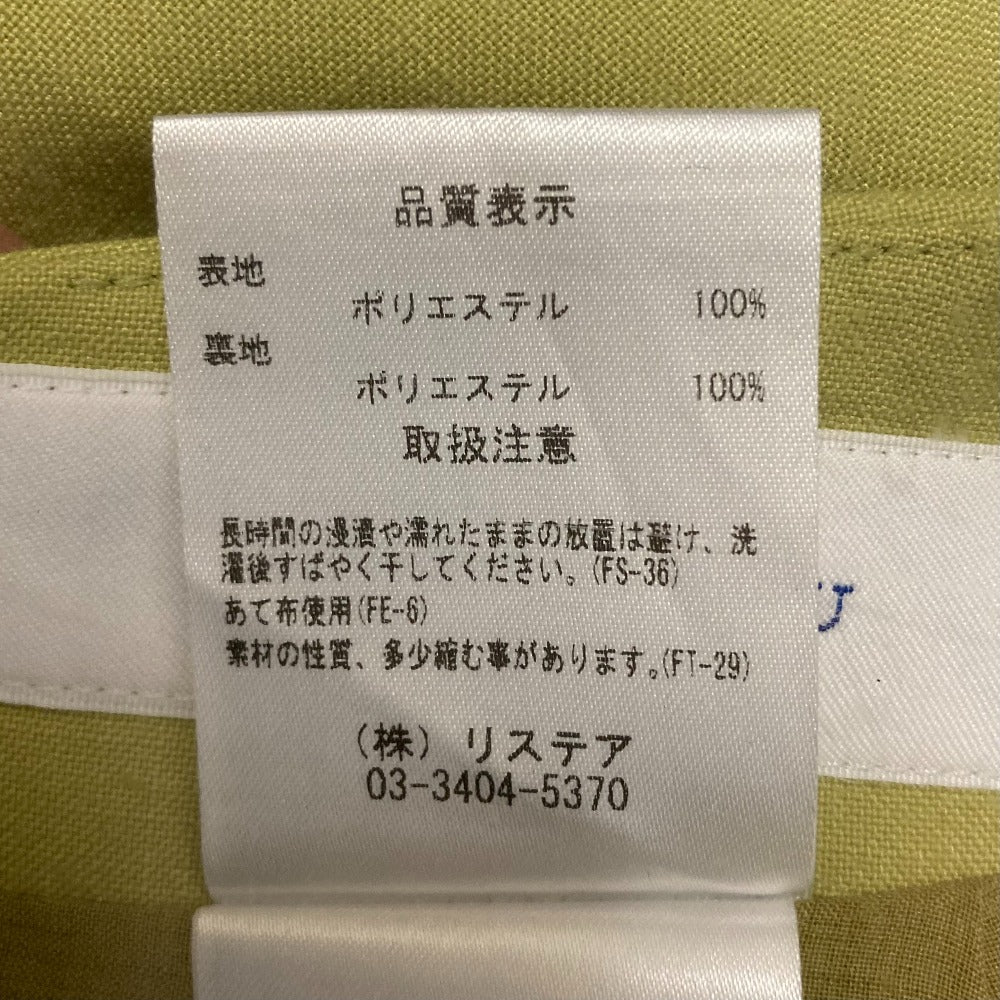 品質表示
表地
ポリエステル 100%
裏地
ポリエステル 100%
取扱注意
長時間の浸漬や濡れたままの放置は避け、洗
濯後すばやく干してください。(FS-36)
あて布使用(FE-6)
素材の性質、多少縮む事があります。(FT-29)
(株) リステア
03-3404-5370